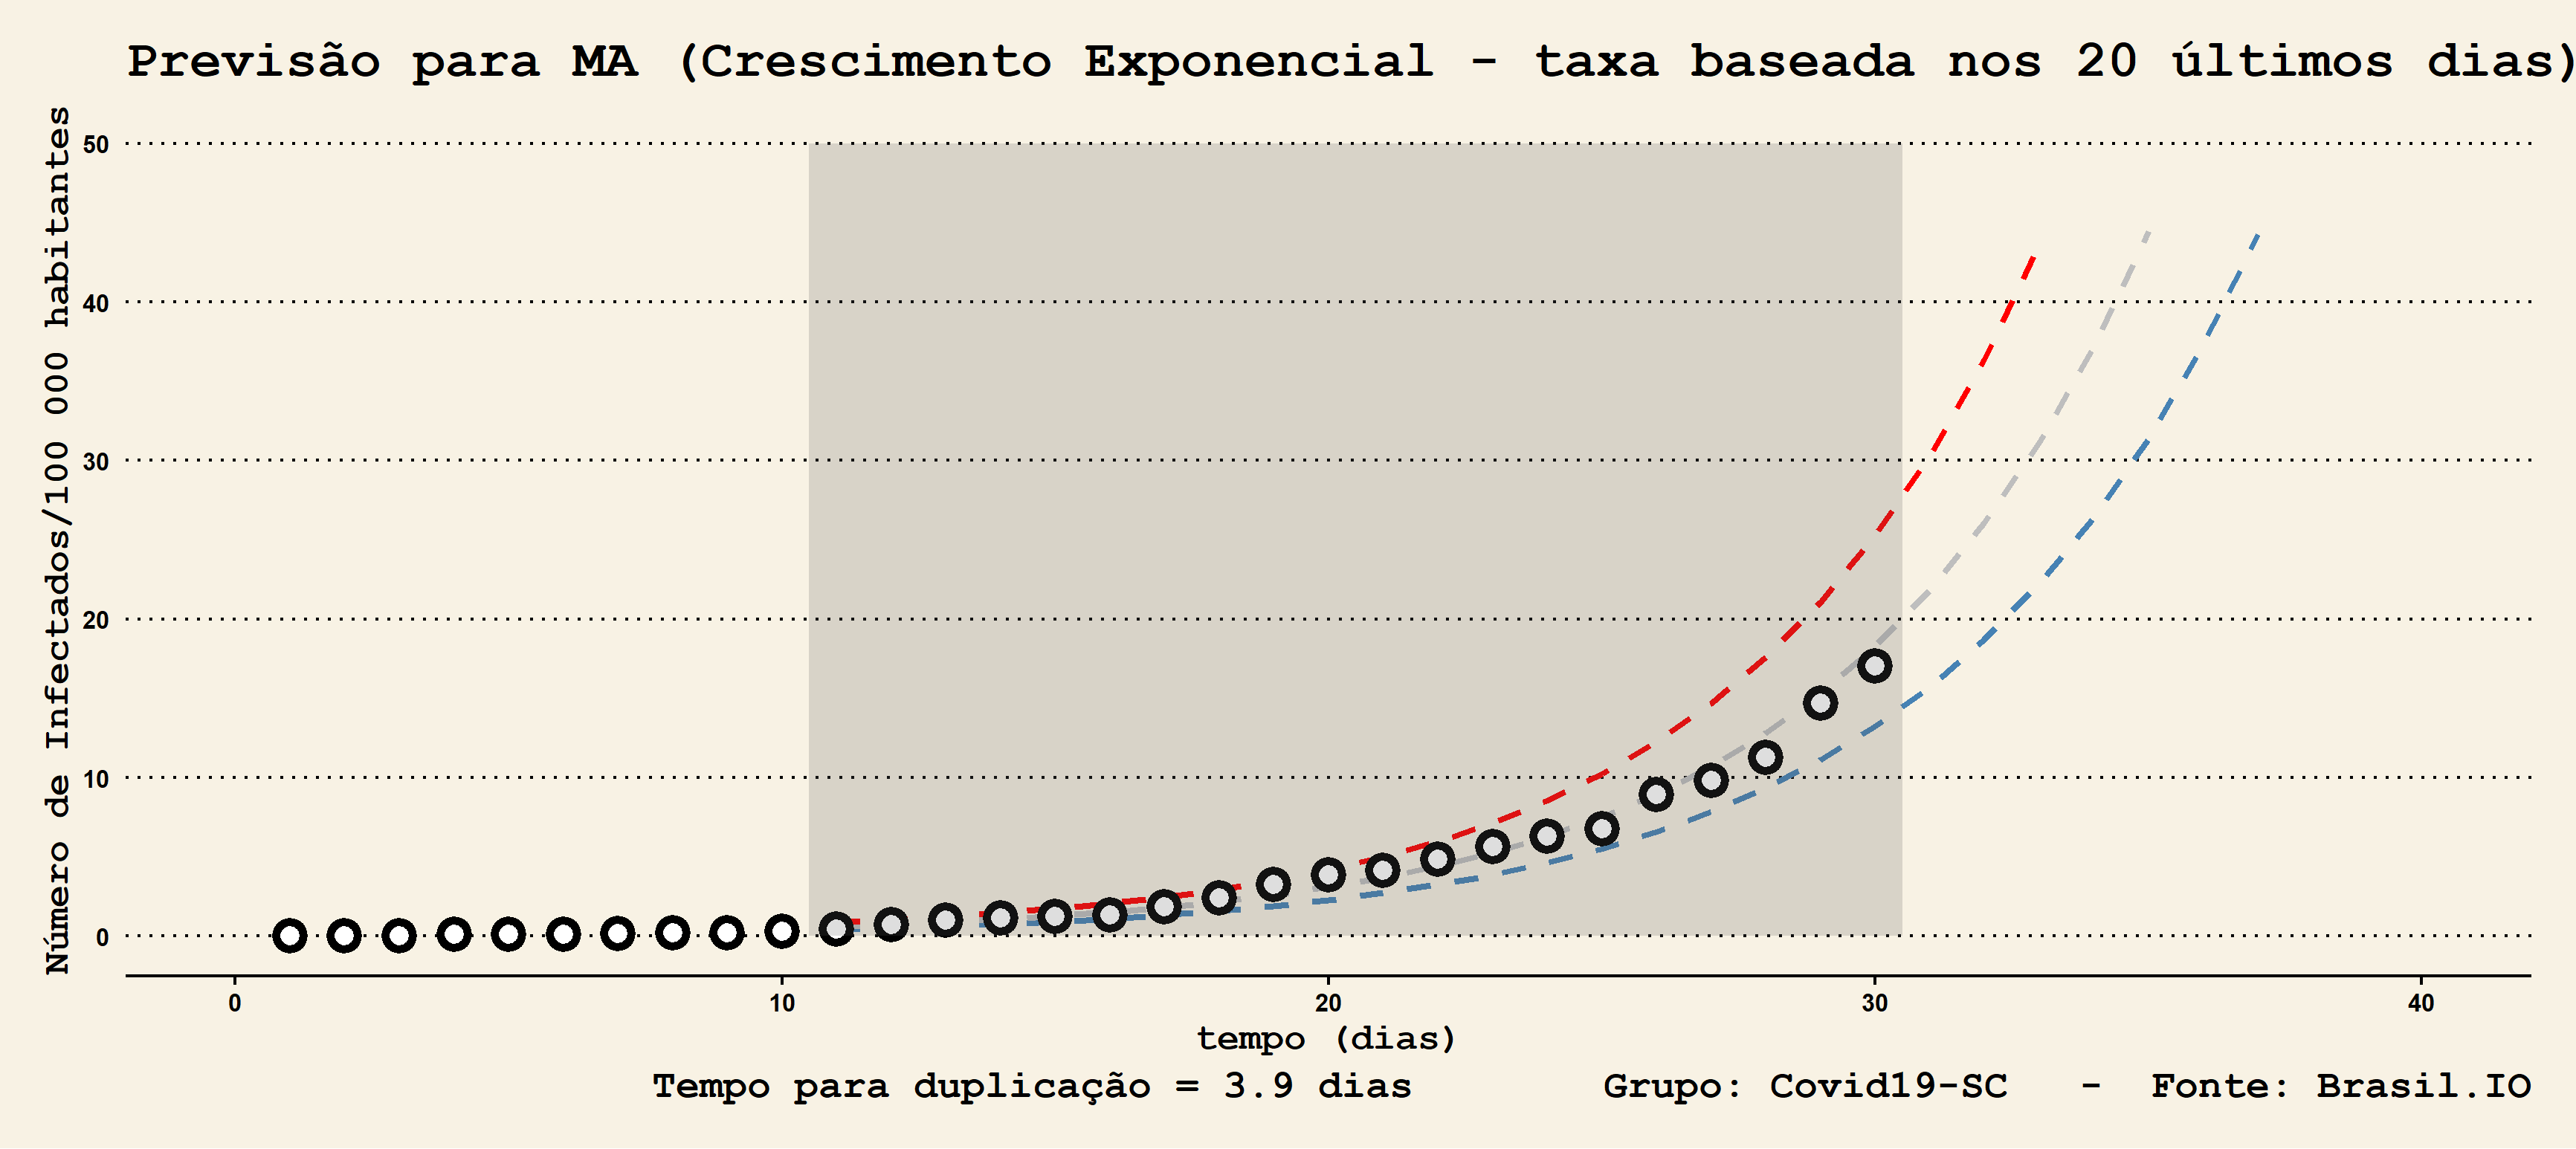 Previsão para MA (Crescimento Exponencial - taxa baseada nos 20 últimos dias)
Número de Infectados/100 000 habitantes
50
40
30
20
10
0
0 10 20 30 40
tempo (dias)
Tempo para duplicação = 3.9 dias Grupo: Covid19-SC - Fonte: Brasil.IO